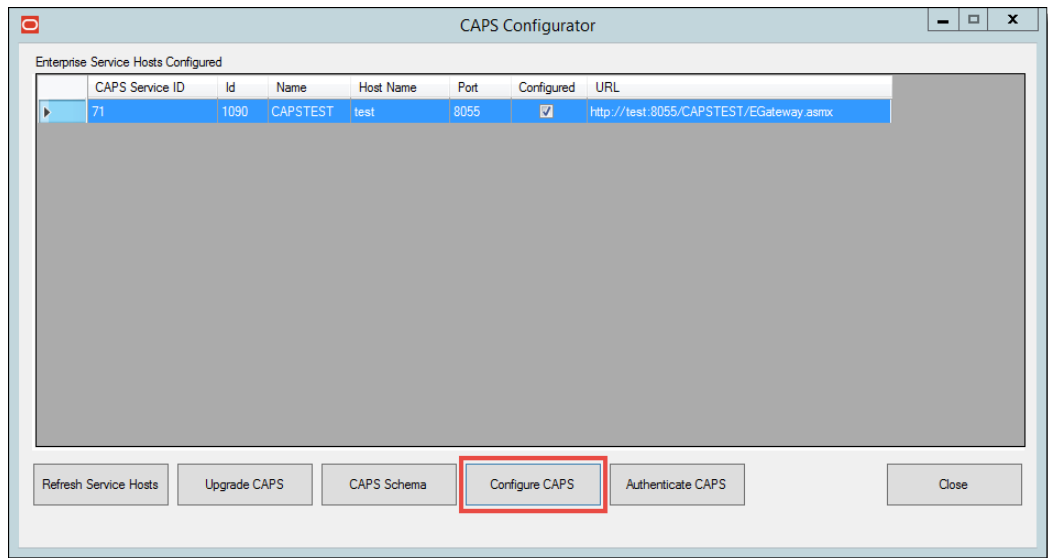 CAPS Configurator
Enterprise Service Hosts Configured
CAPS Service ID Id Name Host Name Port Configured URL
71 1090 CAPSTEST test 8055 http://test:8055/CAPSTEST/EGateway.asmx
Refresh Service Hosts Upgrade CAPS CAPS Schema Configure CAPS Authenticate CAPS Close